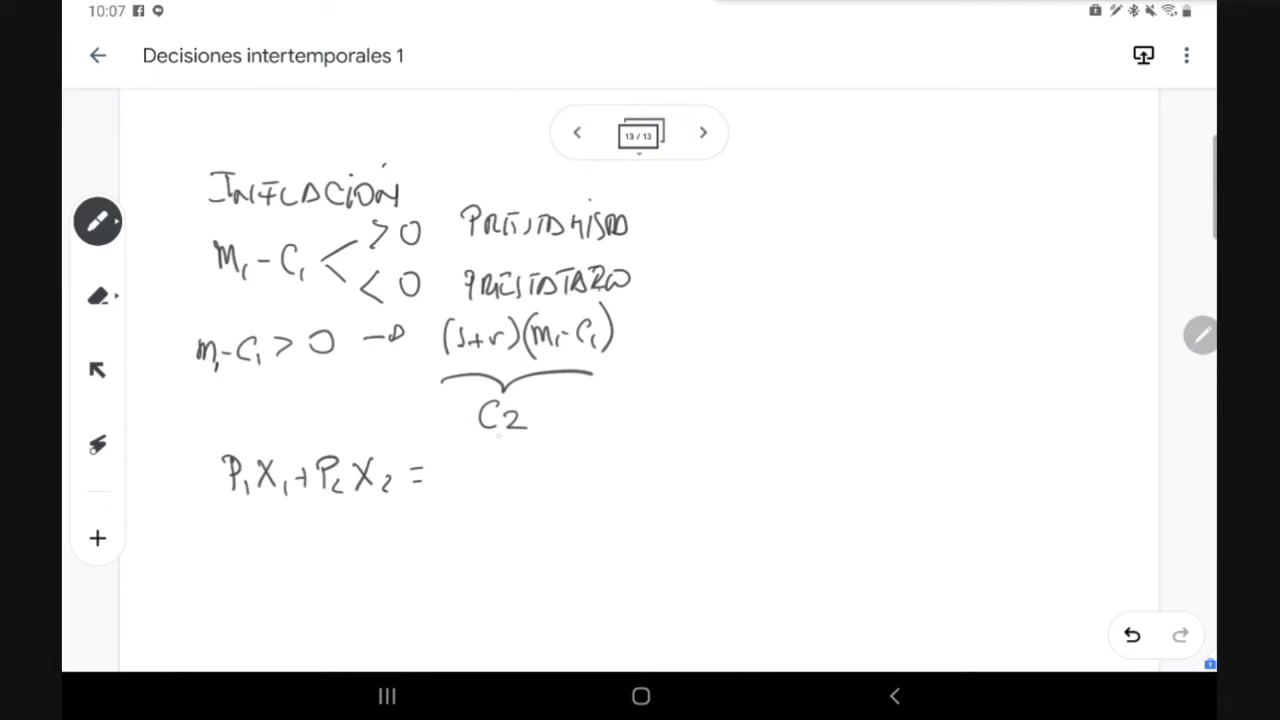 10:07
Decisiones intertemporales 1
13 / 13
INFLACIÓN
M₁ - C₁ < > 0 PRESTAMISTA
< 0 PRESTATARIO
m₁ - C₁ > 0 → (1+r)(m₁ - C₁)
C2
P₁X₁ + P₂X₂ =